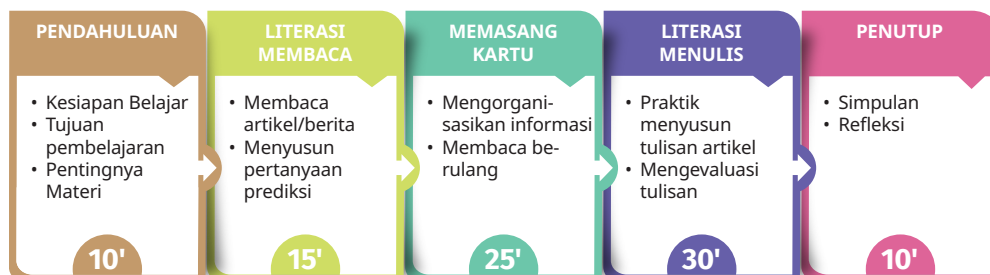 PENDAHULUAN
• Kesiapan Belajar
• Tujuan
pembelajaran
• Pentingnya
Materi
10'
LITERASI
MEMBACA
• Membaca
artikel/berita
• Menyusun
pertanyaan
prediksi
15'
MEMASANG
KARTU
• Mengorgani-
sasikan informasi
• Membaca be-
rulang
25'
LITERASI
MENULIS
• Praktik
menyusun
tulisan artikel
• Mengevaluasi
tulisan
30'
PENUTUP
• Simpulan
• Refleksi
10'